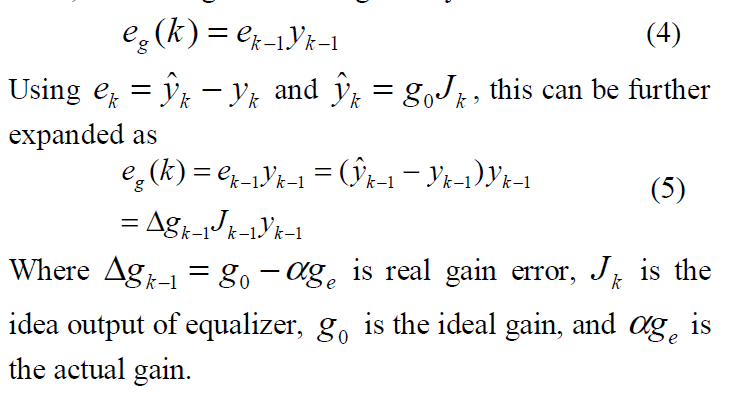 e_g(k) = e_{k-1}y_{k-1} (4)
Using e_k = ŷ_k − y_k and ŷ_k = g_0J_k, this can be further
expanded as
e_g(k) = e_{k-1}y_{k-1} = (ŷ_{k-1} − y_{k-1})y_{k-1}
(5)
= Δg_{k-1}J_{k-1}y_{k-1}
Where Δg_{k-1} = g_0 − αg_e is real gain error, J_k is the
idea output of equalizer, g_0 is the ideal gain, and αg_e is
the actual gain.